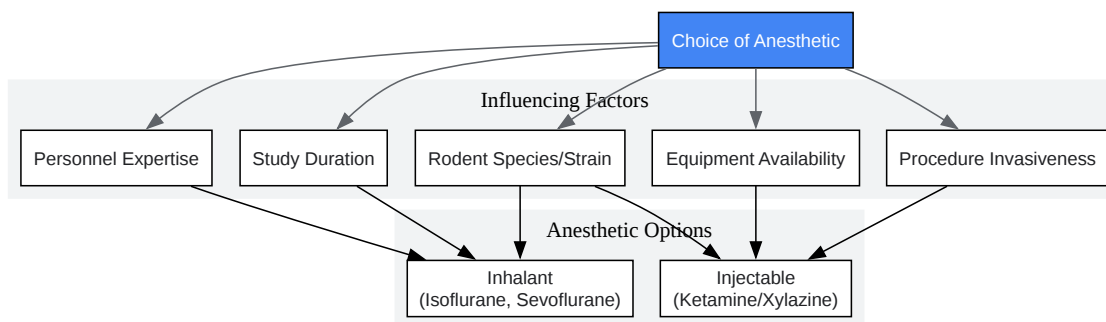 Choice of Anesthetic
Influencing Factors
Personnel Expertise
Study Duration
Rodent Species/Strain
Equipment Availability
Procedure Invasiveness
Anesthetic Options
Inhalant
(Isoflurane, Sevoflurane)
Injectable
(Ketamine/Xylazine)